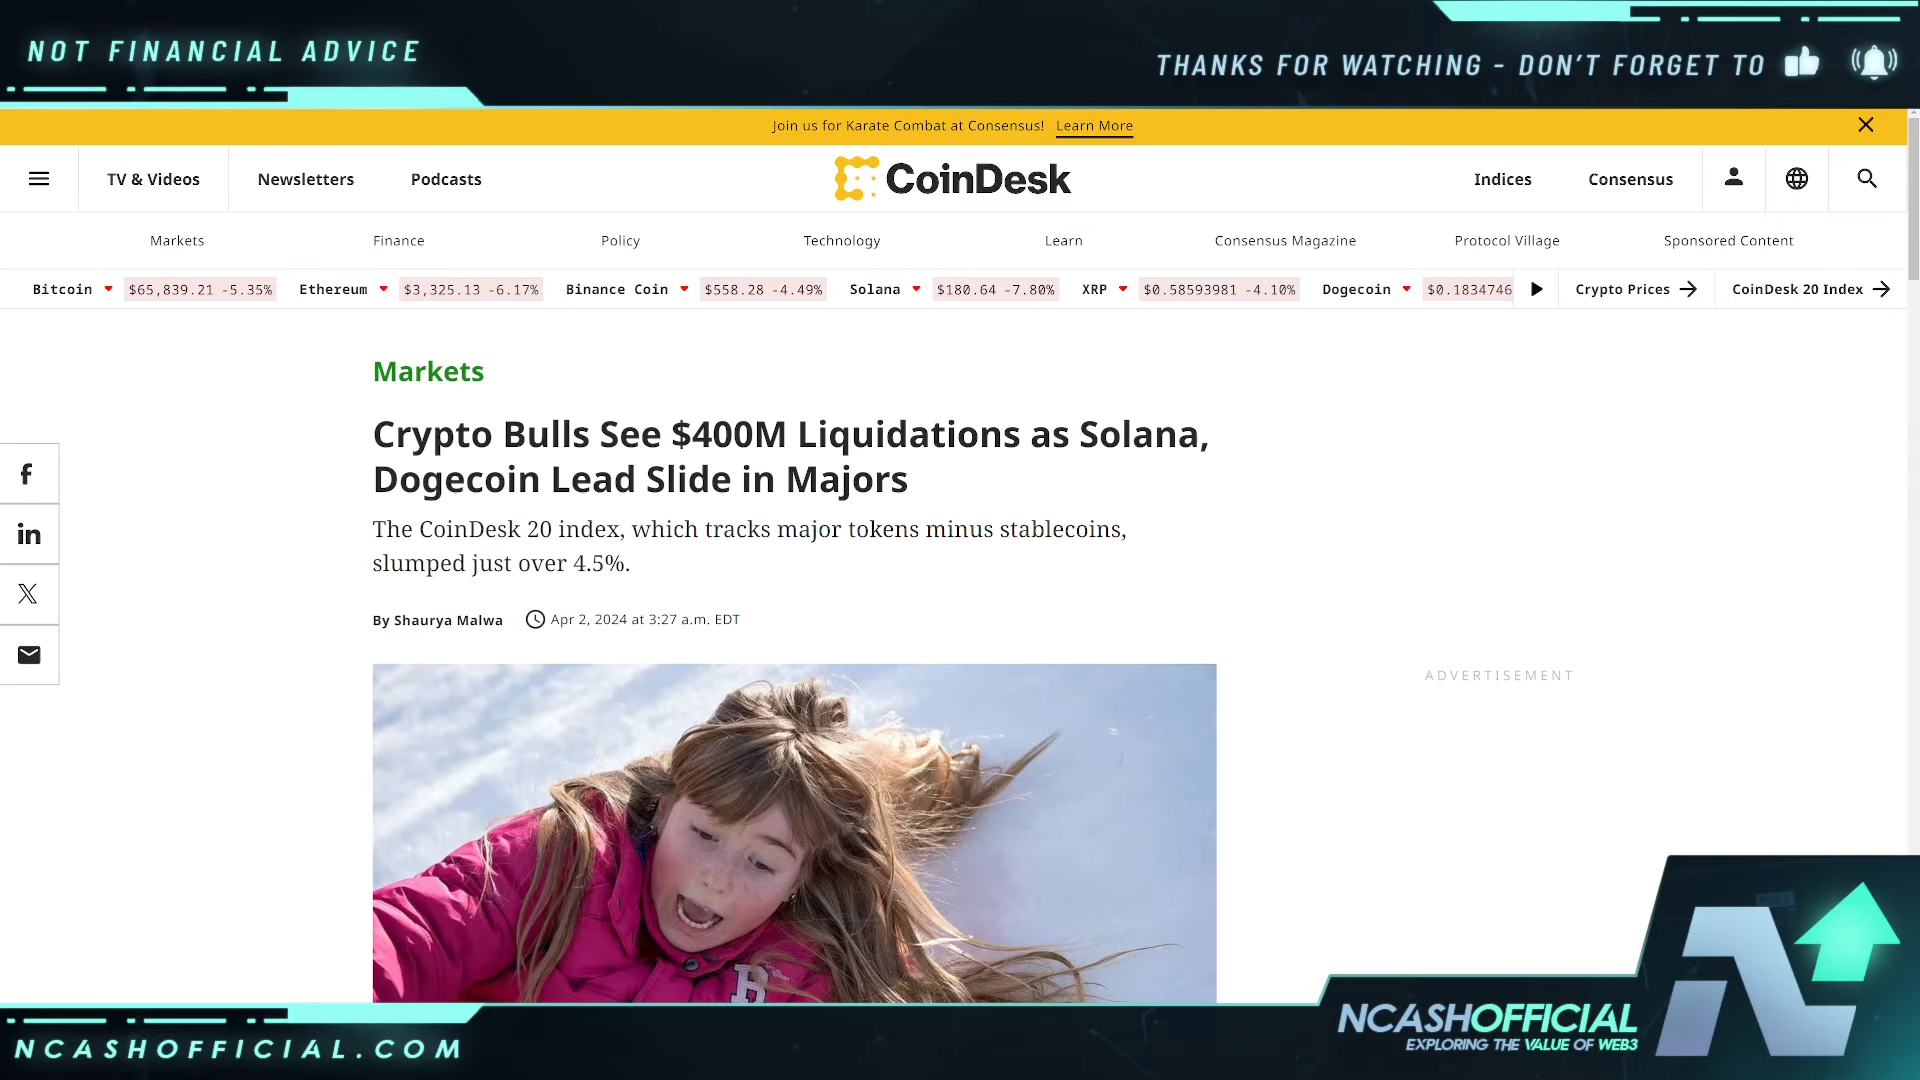 NOT FINANCIAL ADVICE
THANKS FOR WATCHING - DON'T FORGET TO
Join us for Karate Combat at Consensus! Learn More
TV & Videos Newsletters Podcasts CoinDesk Indices Consensus
Markets Finance Policy Technology Learn Consensus Magazine Protocol Village Sponsored Content
Bitcoin $65,839.21 -5.35% Ethereum $3,325.13 -6.17% Binance Coin $558.28 -4.49% Solana $180.64 -7.80% XRP $0.58593981 -4.10% Dogecoin $0.1834746 Crypto Prices CoinDesk 20 Index
Markets
Crypto Bulls See $400M Liquidations as Solana,
Dogecoin Lead Slide in Majors
The CoinDesk 20 index, which tracks major tokens minus stablecoins,
slumped just over 4.5%.
By Shaurya Malwa Apr 2, 2024 at 3:27 a.m. EDT
f
in
X
ADVERTISEMENT
NCASHOFFICIAL
EXPLORING THE VALUE OF WEB3
NCASHOFFICIAL.COM